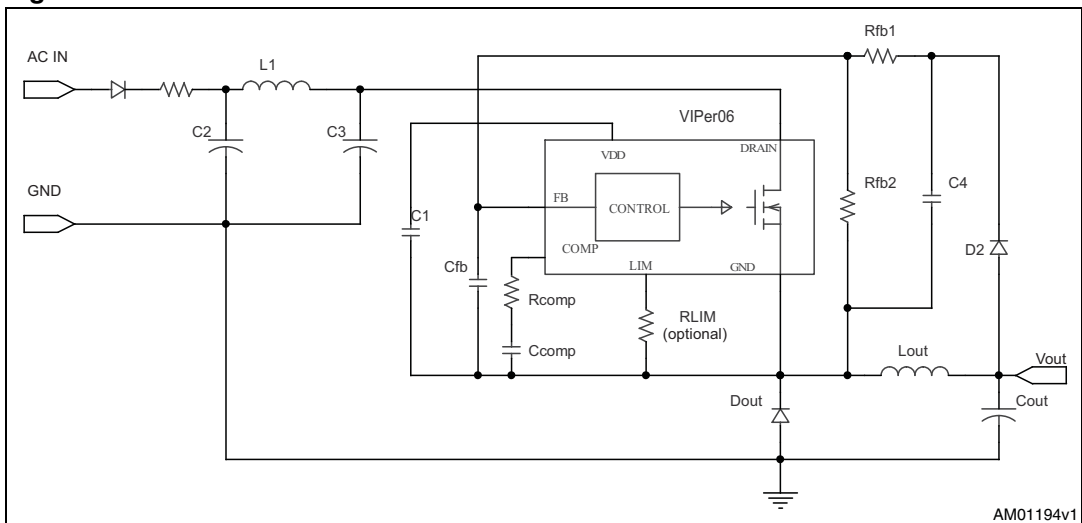 AC IN
L1
C2
C3
GND
C1
Cfb
Rcomp
Ccomp
VIPer06
VDD
DRAIN
FB
CONTROL
COMP
LIM
GND
RLIM
(optional)
Rfb1
Rfb2
C4
D2
Lout
Vout
Dout
Cout
AM01194v1